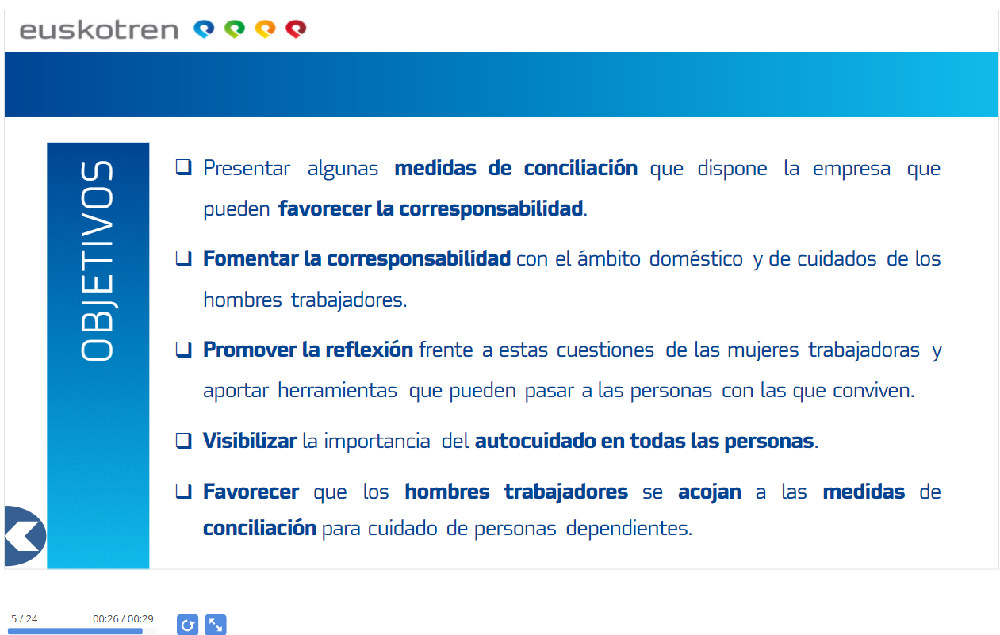 euskotren
OBJETIVOS
❑ Presentar algunas medidas de conciliación que dispone la empresa que
pueden favorecer la corresponsabilidad.
❑ Fomentar la corresponsabilidad con el ámbito doméstico y de cuidados de los
hombres trabajadores.
❑ Promover la reflexión frente a estas cuestiones de las mujeres trabajadoras y
aportar herramientas que pueden pasar a las personas con las que conviven.
❑ Visibilizar la importancia del autocuidado en todas las personas.
❑ Favorecer que los hombres trabajadores se acojan a las medidas de
conciliación para cuidado de personas dependientes.
5 / 24 00:26 / 00:29